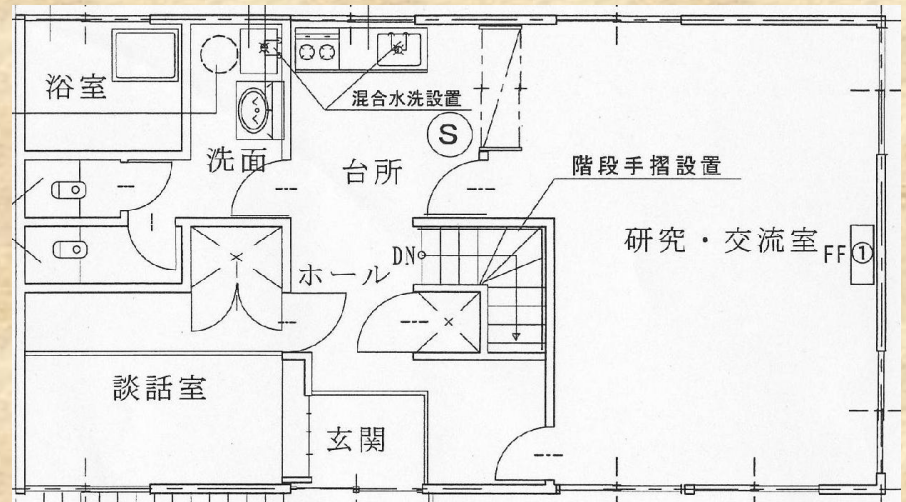 浴室
洗面
混合水洗設置
S
台所
階段手摺設置
研究・交流室
FF①
DN
ホール
談話室
玄関